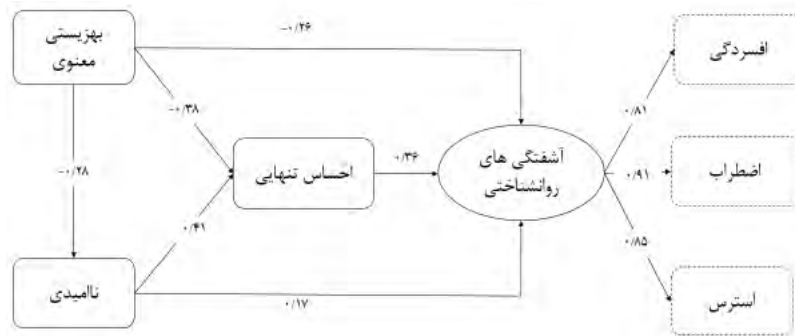 بهزیستی
معنوی
-۰/۲۶
افسردگی
-۰/۳۸
۰/۸۱
احساس تنهایی
۰/۳۶
آشفتگی های
روانشناختی
۰/۹۱
اضطراب
-۰/۲۸
۰/۴۱
۰/۸۵
ناامیدی
۰/۱۷
استرس